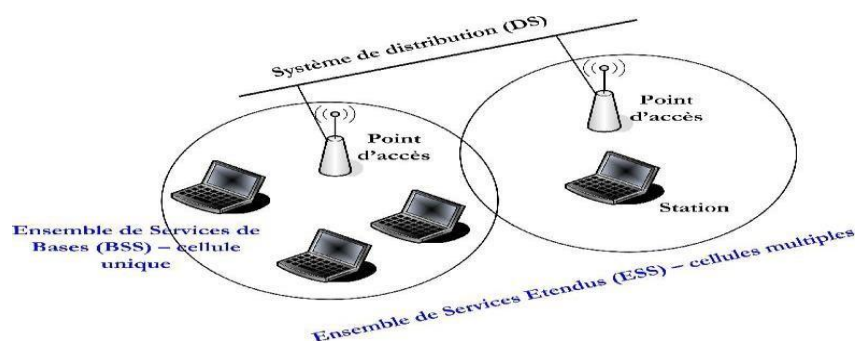 Système de distribution (DS)
Point
d'accès
Point
d'accès
Station
Ensemble de Services de
Bases (BSS) – cellule
unique
Ensemble de Services Etendus (ESS) – cellules multiples